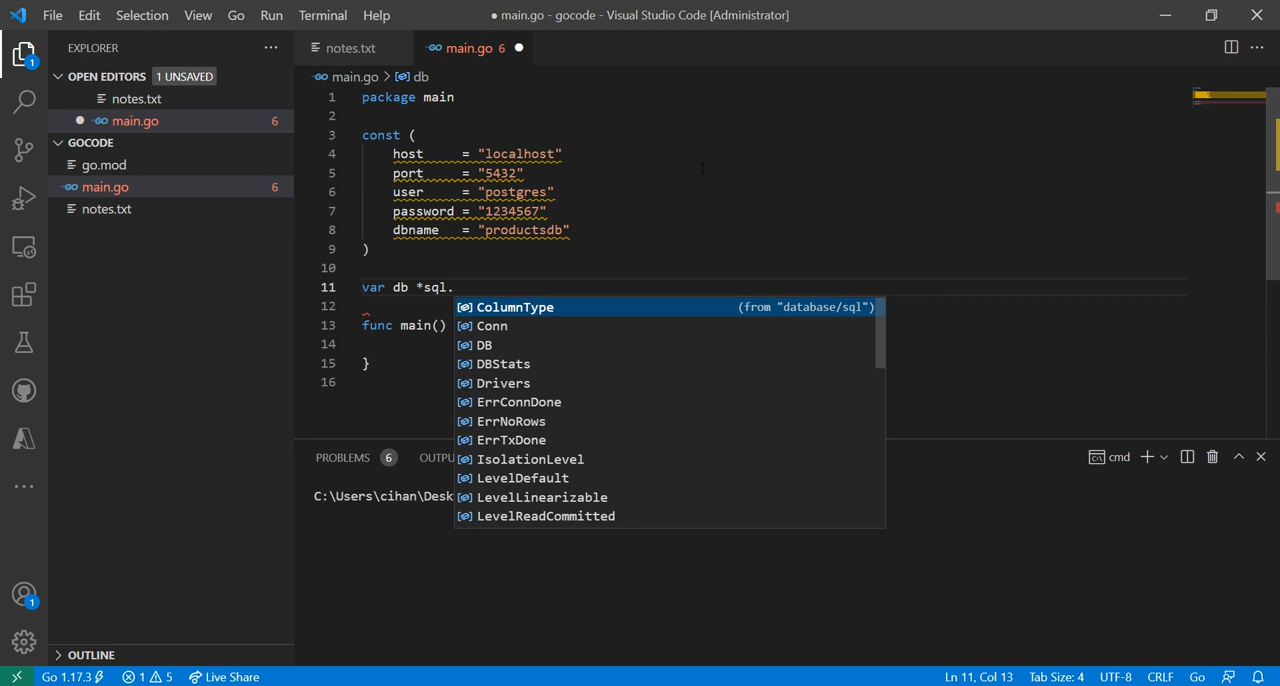 File Edit Selection View Go Run Terminal Help
● main.go - gocode - Visual Studio Code [Administrator]
1
EXPLORER
OPEN EDITORS 1 UNSAVED
notes.txt
main.go 6
GOCODE
go.mod
main.go 6
notes.txt
OUTLINE
notes.txt
main.go 6
main.go > db
1 package main
2
3 const (
4 host = "localhost"
5 port = "5432"
6 user = "postgres"
7 password = "1234567"
8 dbname = "productsdb"
9 )
10
11 var db *sql.
12
13 func main()
14
15 }
16
ColumnType (from "database/sql")
Conn
DB
DBStats
Drivers
ErrConnDone
ErrNoRows
ErrTxDone
IsolationLevel
LevelDefault
LevelLinearizable
LevelReadCommitted
PROBLEMS 6 OUTPU
cmd
C:\Users\cihan\Desk
1
Go 1.17.3 1 5 Live Share
Ln 11, Col 13 Tab Size: 4 UTF-8 CRLF Go